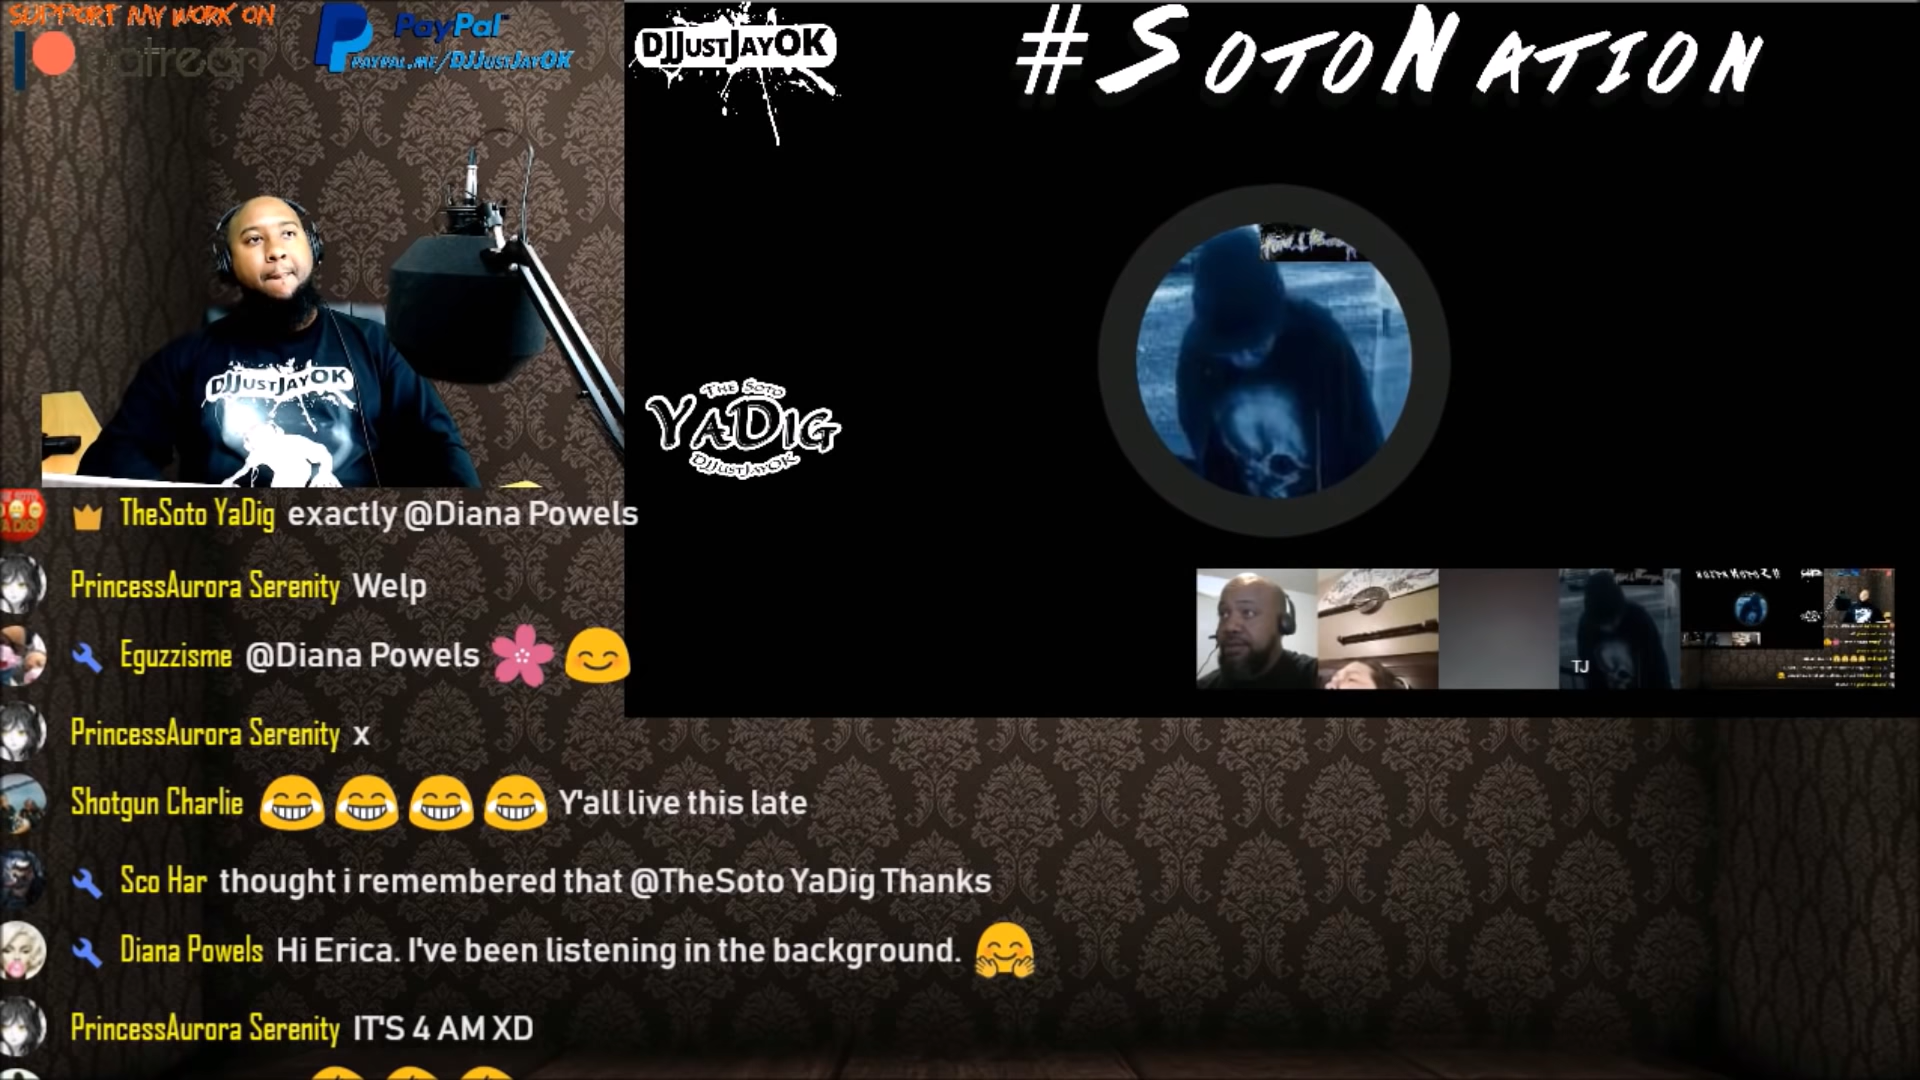 SUPPORT MY WORK ON
patreon
PayPal
PAYPAL.ME/DJJUSTJAYOK
DJJUSTJAYOK
#SOTONATION
DJJUSTJAYOK
THE SOTO
YADIG
DJJUSTJAYOK
TJ
TheSoto YaDig exactly @Diana Powels
PrincessAurora Serenity Welp
Eguzzisme @Diana Powels 🌸 😊
PrincessAurora Serenity x
Shotgun Charlie 😂 😂 😂 😂 Y'all live this late
Sco Har thought i remembered that @TheSoto YaDig Thanks
Diana Powels Hi Erica. I've been listening in the background. 🤗
PrincessAurora Serenity IT'S 4 AM XD